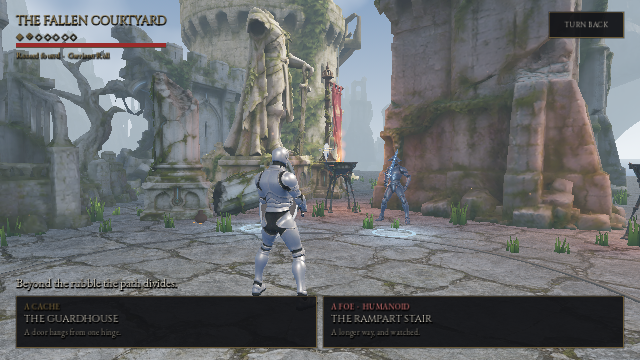 THE FALLEN COURTYARD
TURN BACK
Beyond the rubble the path divides.
A CACHE
THE GUARDHOUSE
A door hangs from one hinge.
A FOE - HUMANOID
THE RAMPART STAIR
A longer way, and watched.